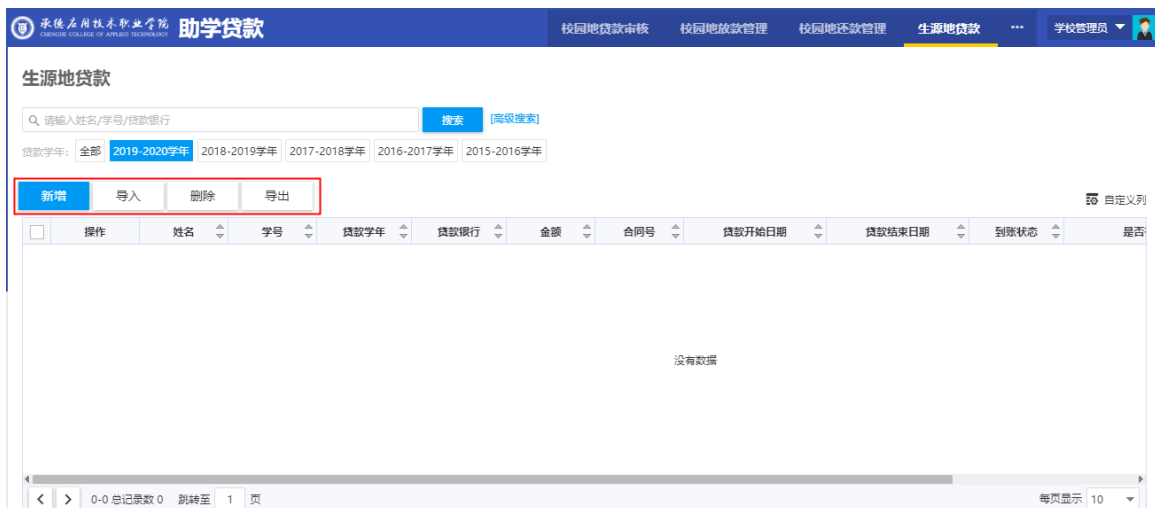 承德应用技术职业学院 助学贷款 校园地贷款审核 校园地放款管理 校园地还款管理 生源地贷款 ··· 学校管理员
CHENGDE COLLEGE OF APPLIED TECHNOLOGY
生源地贷款
请输入姓名/学号/贷款银行 搜索 [高级搜索]
贷款学年: 全部 2019-2020学年 2018-2019学年 2017-2018学年 2016-2017学年 2015-2016学年
新增 导入 删除 导出 自定义列
操作 姓名 学号 贷款学年 贷款银行 金额 合同号 贷款开始日期 贷款结束日期 到账状态 是否
没有数据
0-0 总记录数 0 跳转至 1 页 每页显示 10